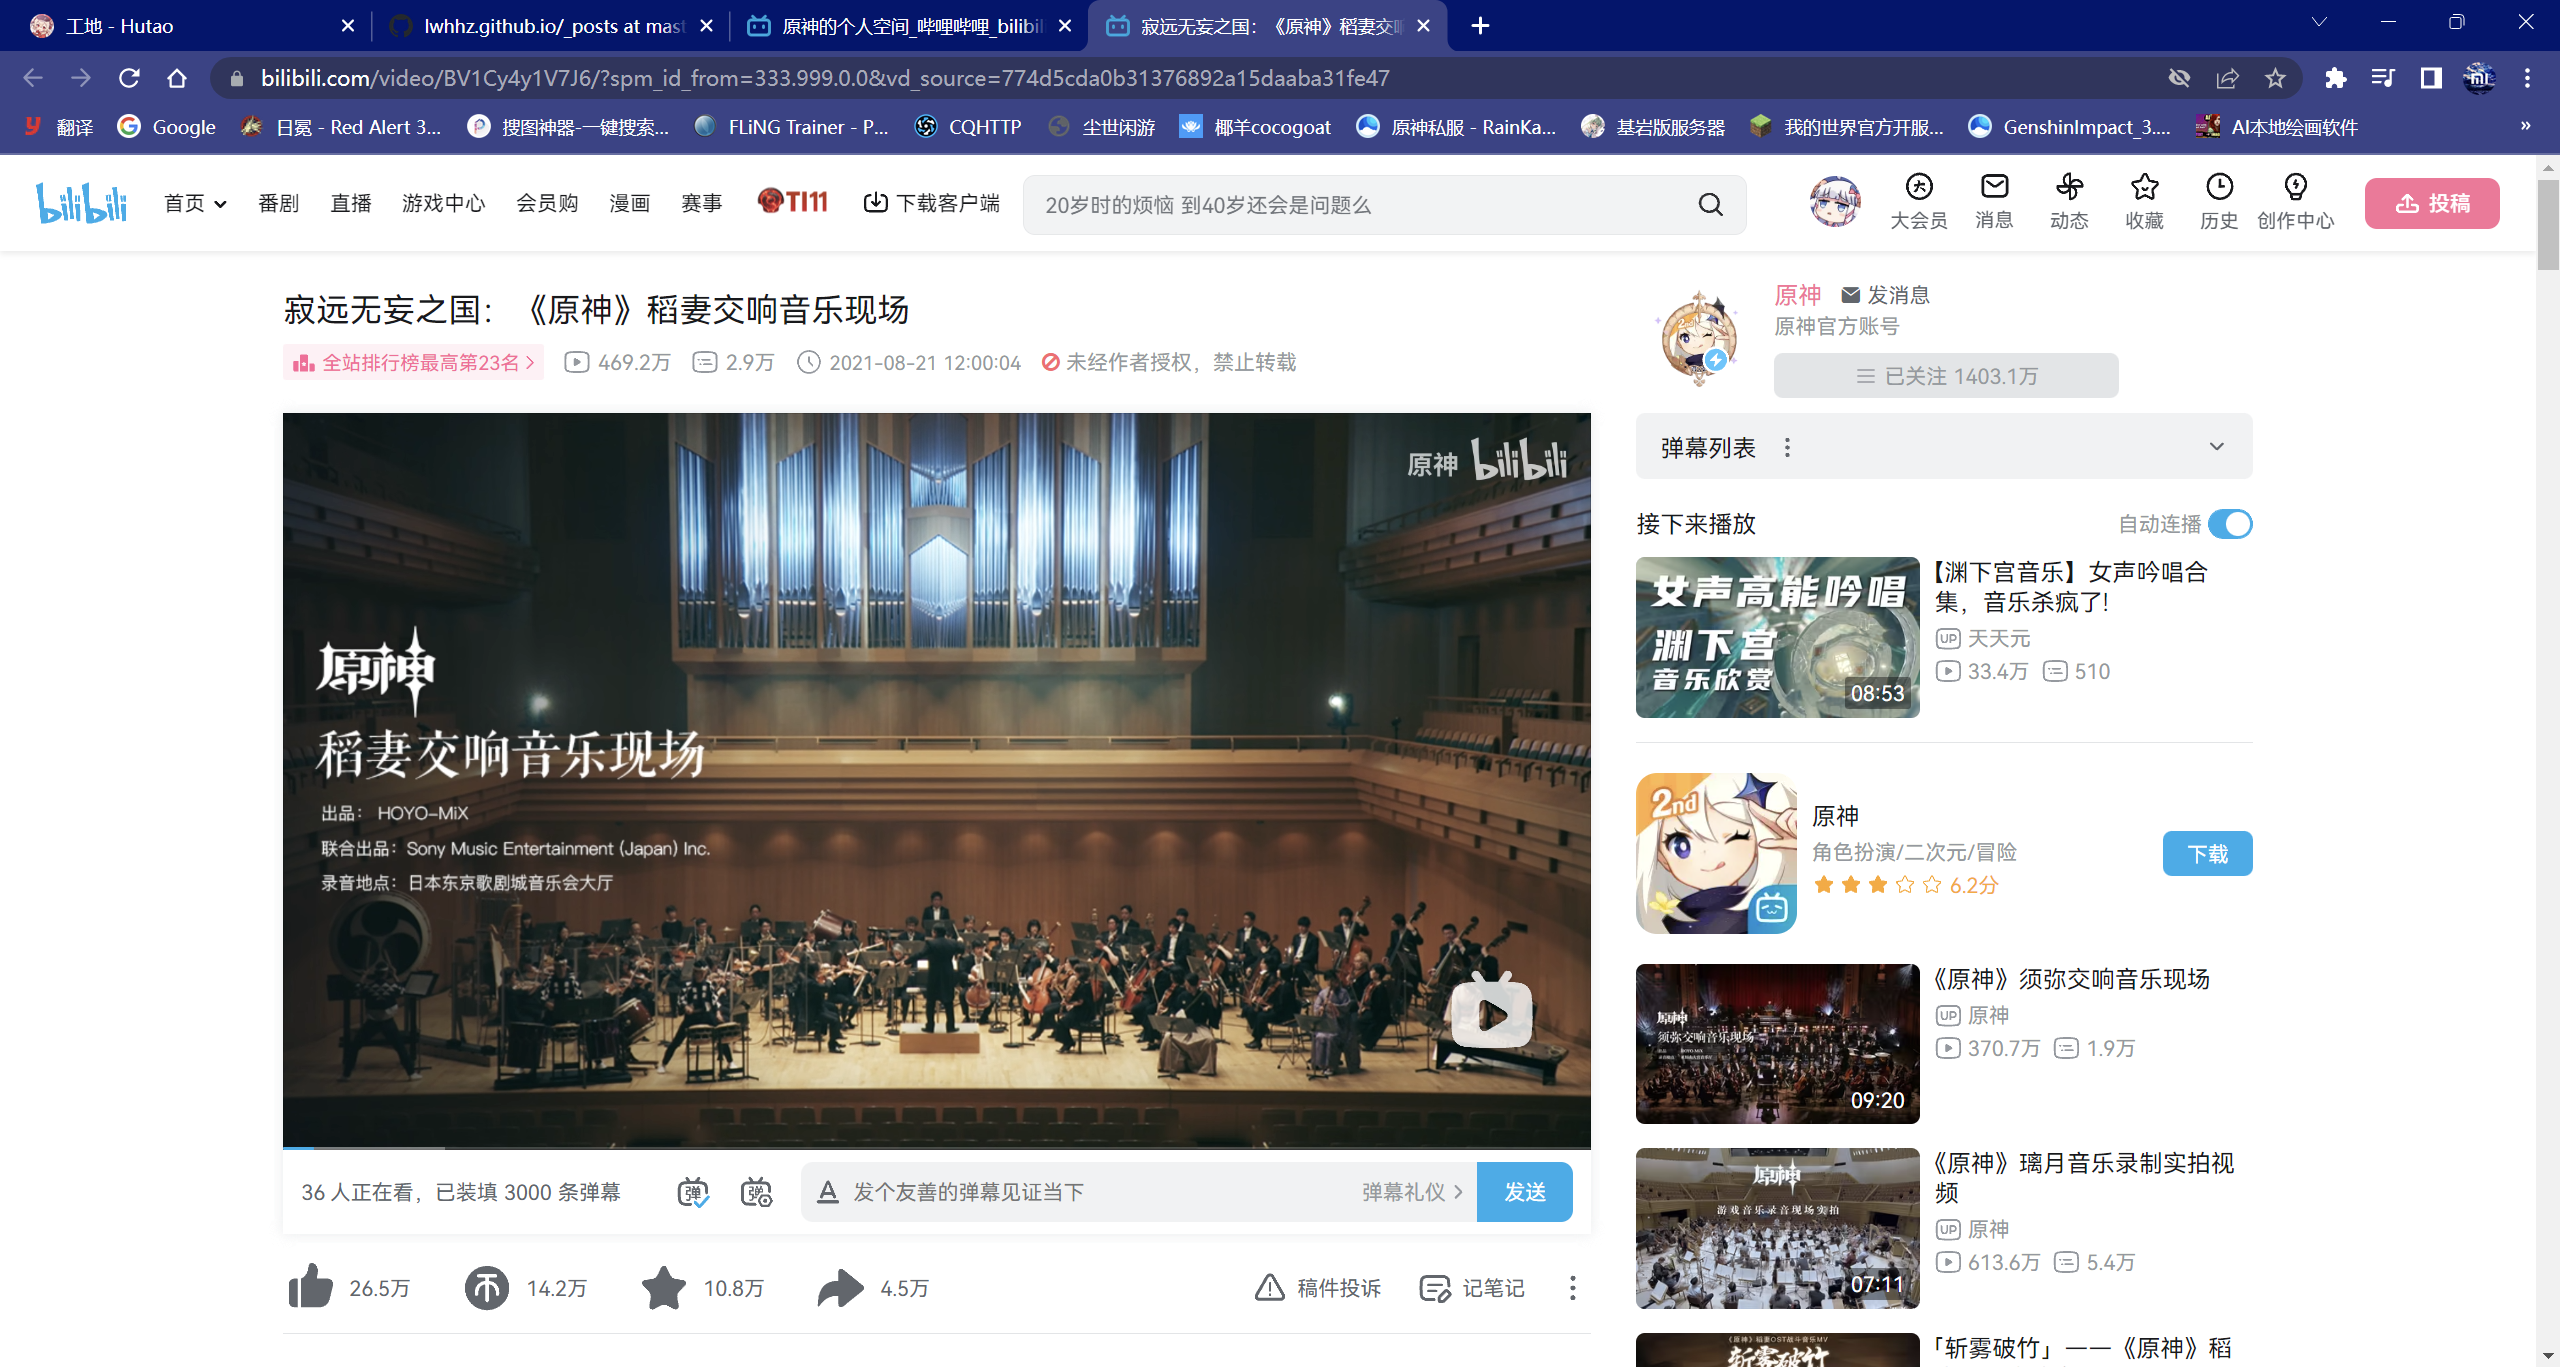 工地 - Hutao
lwhhz.github.io/_posts at mast
原神的个人空间_哔哩哔哩_bilibili
寂远无妄之国：《原神》稻妻交响
bilibili.com/video/BV1Cy4y1V7J6/?spm_id_from=333.999.0.0&vd_source=774d5cda0b31376892a15daaba31fe47
翻译
Google
日冕 - Red Alert 3...
搜图神器-一键搜索...
FLiNG Trainer - P...
CQHTTP
尘世闲游
椰羊cocogoat
原神私服 - RainKa...
基岩版服务器
我的世界官方开服...
GenshinImpact_3....
AI本地绘画软件
»
bilibili
首页
番剧
直播
游戏中心
会员购
漫画
赛事
TI11
下载客户端
20岁时的烦恼 到40岁还会是问题么
大会员
消息
动态
收藏
历史
创作中心
投稿
寂远无妄之国：《原神》稻妻交响音乐现场
全站排行榜最高第23名 >
469.2万
2.9万
2021-08-21 12:00:04
未经作者授权，禁止转载
原神
发消息
原神官方账号
已关注 1403.1万
原神 bilibili
原神
稻妻交响音乐现场
出品： HOYO-MiX
联合出品：Sony Music Entertainment (Japan) Inc.
录音地点：日本东京歌剧城音乐会大厅
36 人正在看，已装填 3000 条弹幕
弹
弹
A
发个友善的弹幕见证当下
弹幕礼仪 >
发送
26.5万
14.2万
10.8万
4.5万
稿件投诉
记笔记
弹幕列表
接下来播放
自动连播
女声高能吟唱
渊下宫
音乐欣赏
08:53
【渊下宫音乐】女声吟唱合
集，音乐杀疯了!
UP 天天元
33.4万
510
2nd
原神
角色扮演/二次元/冒险
6.2分
下载
原神
须弥交响音乐现场
09:20
《原神》须弥交响音乐现场
UP 原神
370.7万
1.9万
原神
游戏音乐录音现场实拍
07:11
《原神》璃月音乐录制实拍视
频
UP 原神
613.6万
5.4万
《原神》稻妻OST战斗音乐MV
斩雾破竹
「斩雾破竹」——《原神》稻